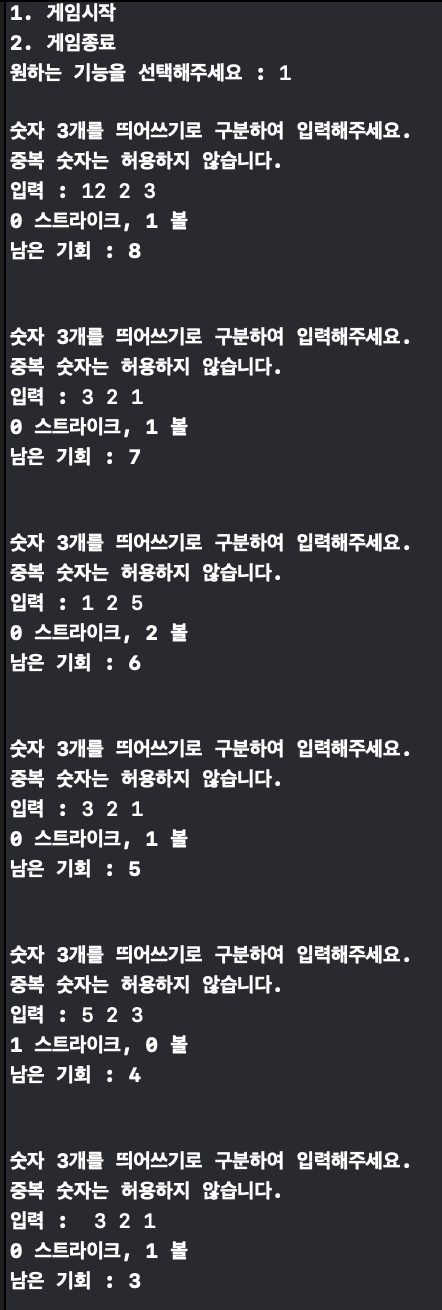 1. 게임시작
2. 게임종료
원하는 기능을 선택해주세요 : 1
숫자 3개를 띄어쓰기로 구분하여 입력해주세요.
중복 숫자는 허용하지 않습니다.
입력 : 12 2 3
0 스트라이크, 1 볼
남은 기회 : 8
숫자 3개를 띄어쓰기로 구분하여 입력해주세요.
중복 숫자는 허용하지 않습니다.
입력 : 3 2 1
0 스트라이크, 1 볼
남은 기회 : 7
숫자 3개를 띄어쓰기로 구분하여 입력해주세요.
중복 숫자는 허용하지 않습니다.
입력 : 1 2 5
0 스트라이크, 2 볼
남은 기회 : 6
숫자 3개를 띄어쓰기로 구분하여 입력해주세요.
중복 숫자는 허용하지 않습니다.
입력 : 3 2 1
0 스트라이크, 1 볼
남은 기회 : 5
숫자 3개를 띄어쓰기로 구분하여 입력해주세요.
중복 숫자는 허용하지 않습니다.
입력 : 5 2 3
1 스트라이크, 0 볼
남은 기회 : 4
숫자 3개를 띄어쓰기로 구분하여 입력해주세요.
중복 숫자는 허용하지 않습니다.
입력 :  3 2 1
0 스트라이크, 1 볼
남은 기회 : 3